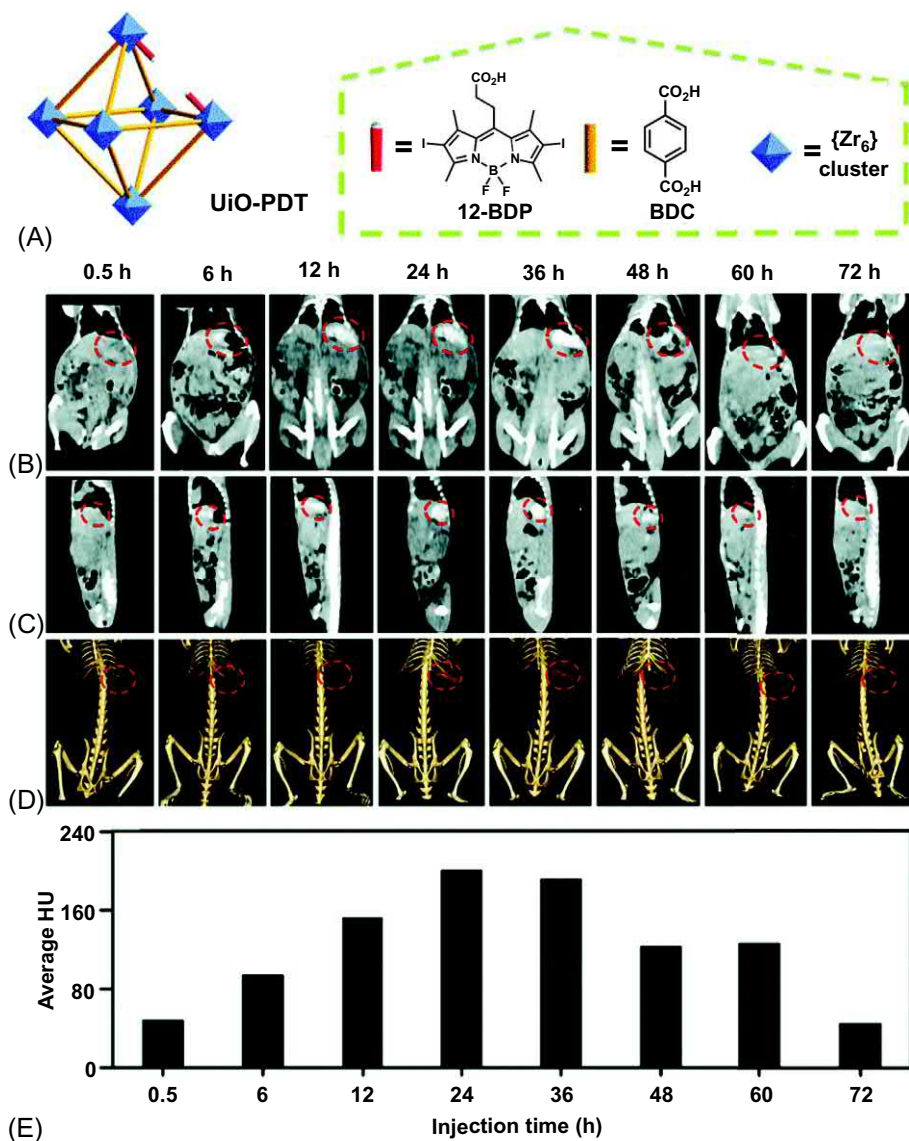 UiO-PDT
(A)
CO2H
I
I
N
N
B
F
F
=
12-BDP
=
CO2H
CO2H
BDC
=
{Zr6}
cluster
0.5 h 6 h 12 h 24 h 36 h 48 h 60 h 72 h
(B)
(C)
(D)
240
160
80
0
Average HU
0.5 6 12 24 36 48 60 72
Injection time (h)
(E)